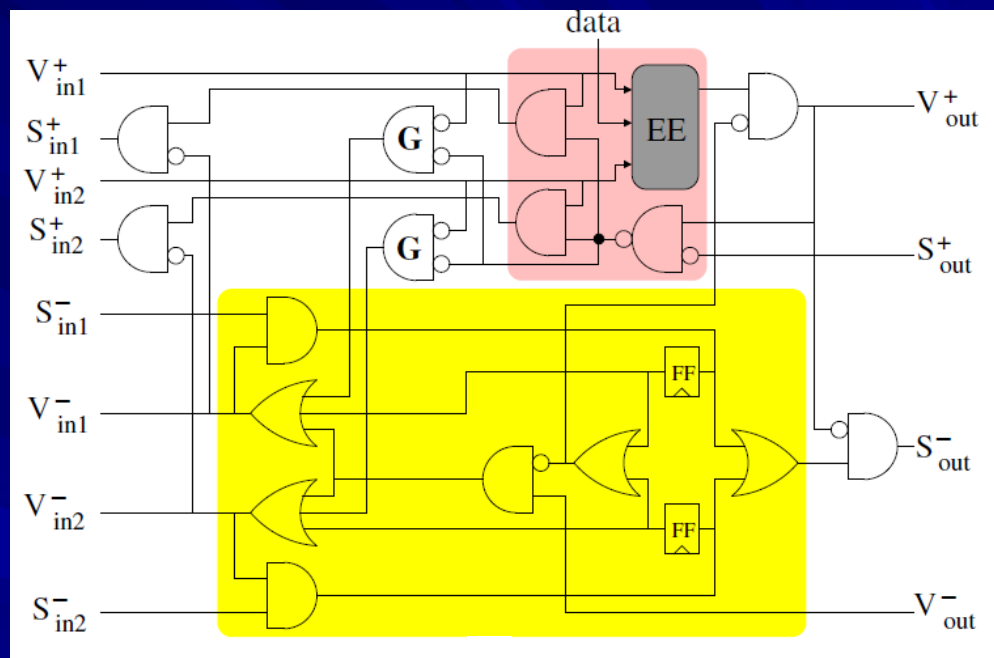 data
V⁺in1
S⁺in1
V⁺in2
S⁺in2
G
G
EE
V⁺out
S⁺out
S⁻in1
V⁻in1
V⁻in2
S⁻in2
FF
FF
S⁻out
V⁻out